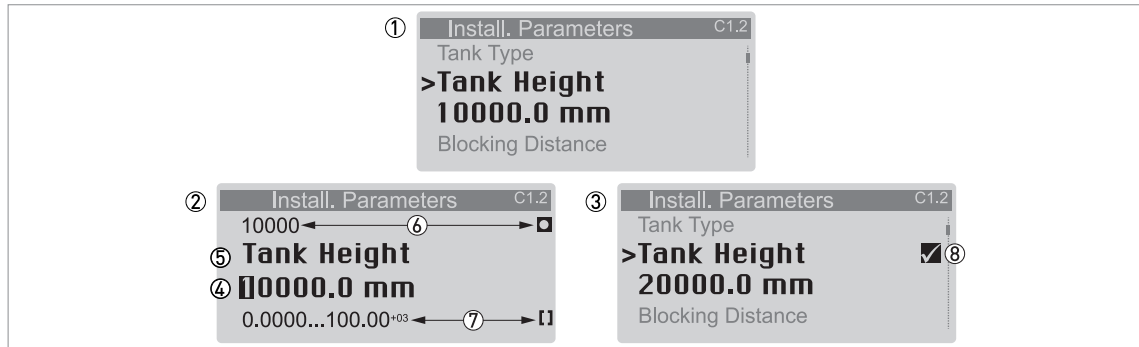 ①
Install. Parameters C1.2
Tank Type
>Tank Height
10000.0 mm
Blocking Distance
②
Install. Parameters C1.2
10000 ⑥
⑤ Tank Height
④ 10000.0 mm
0.0000...100.00+03 ⑦ []
③
Install. Parameters C1.2
Tank Type
>Tank Height ⑧
20000.0 mm
Blocking Distance